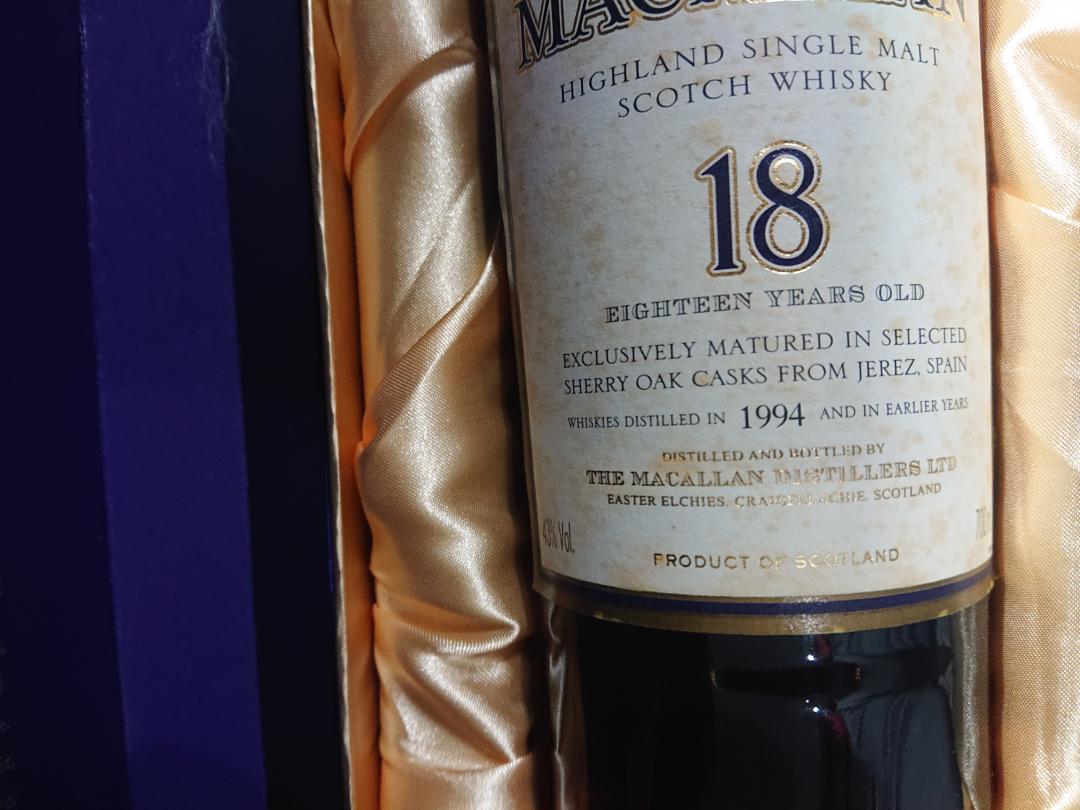 MACALLAN
HIGHLAND SINGLE MALT
SCOTCH WHISKY
18
EIGHTEEN YEARS OLD
EXCLUSIVELY MATURED IN SELECTED
SHERRY OAK CASKS FROM JEREZ, SPAIN
WHISKIES DISTILLED IN 1994 AND IN EARLIER YEARS
DISTILLED AND BOTTLED BY
THE MACALLAN DISTILLERS LTD
EASTER ELCHIES, CRAIGELLACHIE, SCOTLAND
43% Vol.
PRODUCT OF SCOTLAND